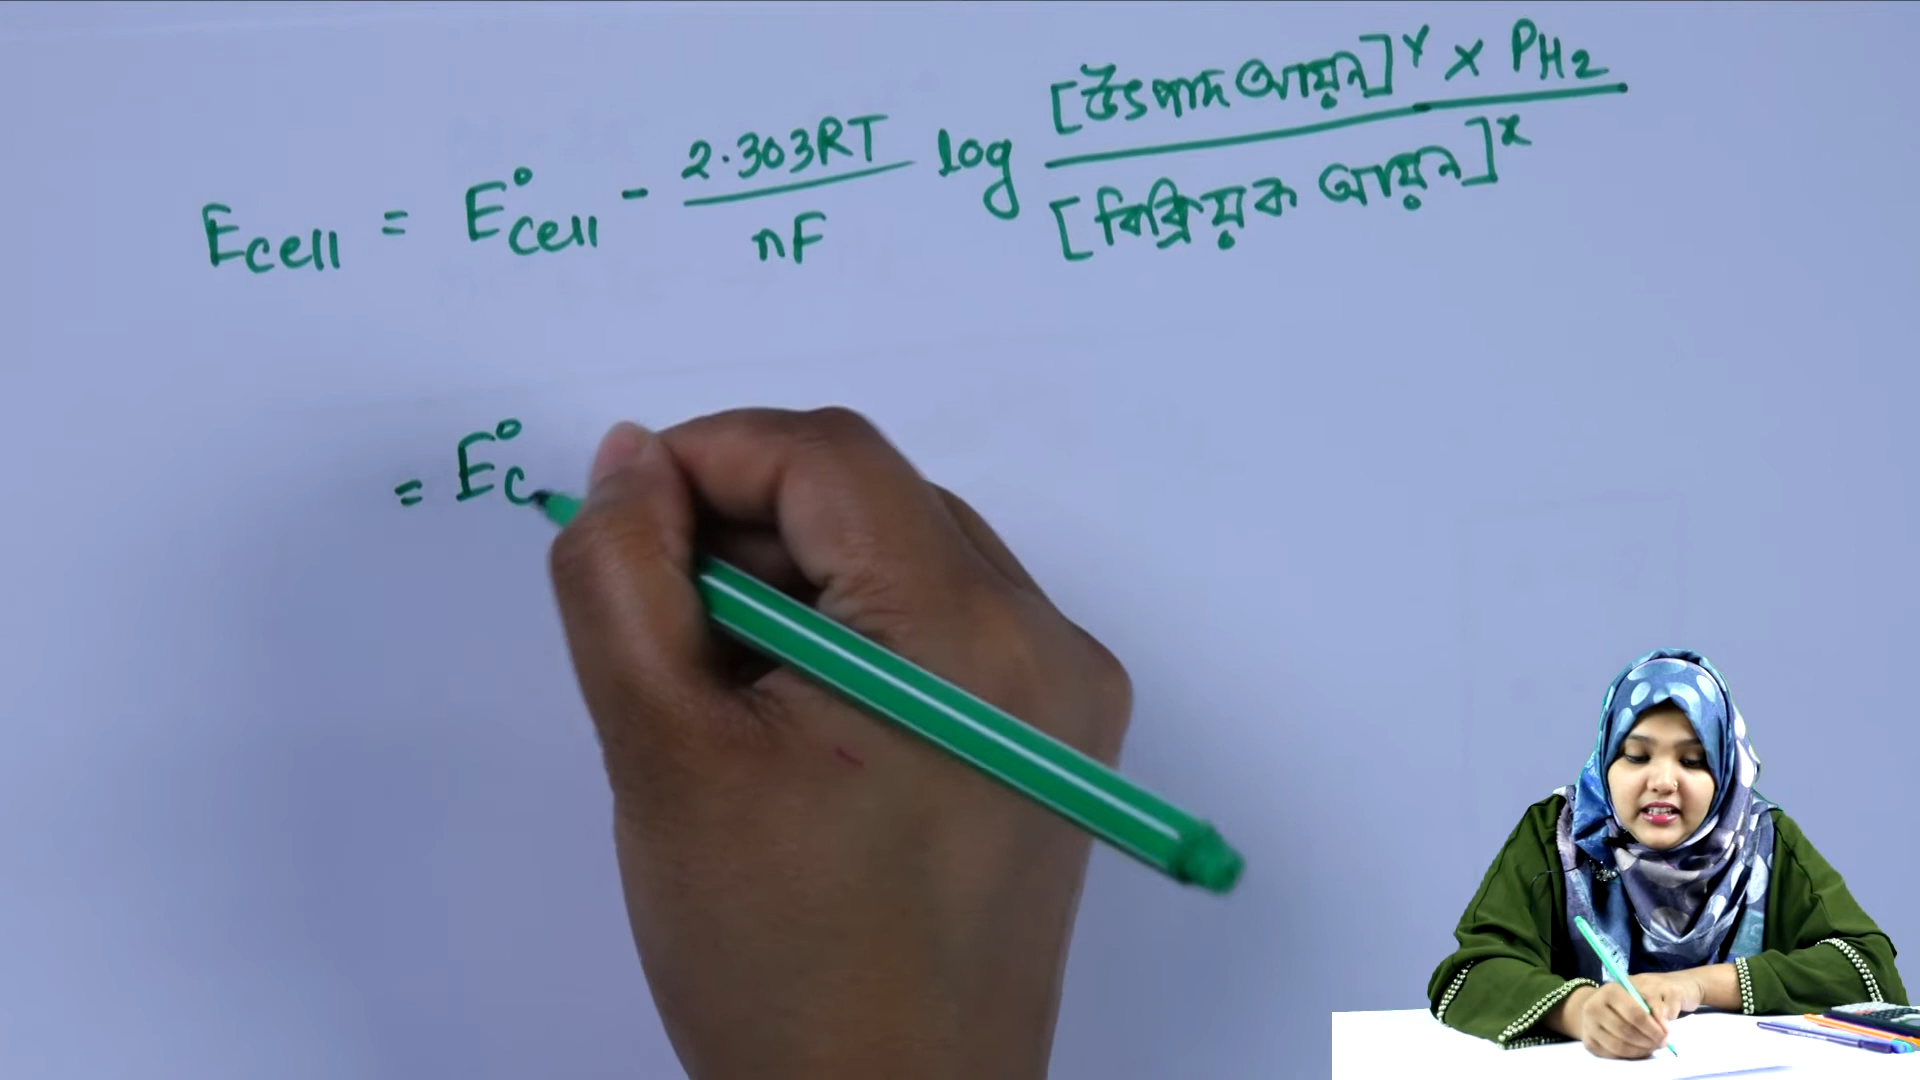 Ecell = E°cell - 2.303RT/nF log [উৎপাদ আয়ন]^Y × PH2 / [বিক্রিয়ক আয়ন]^x
= E°c